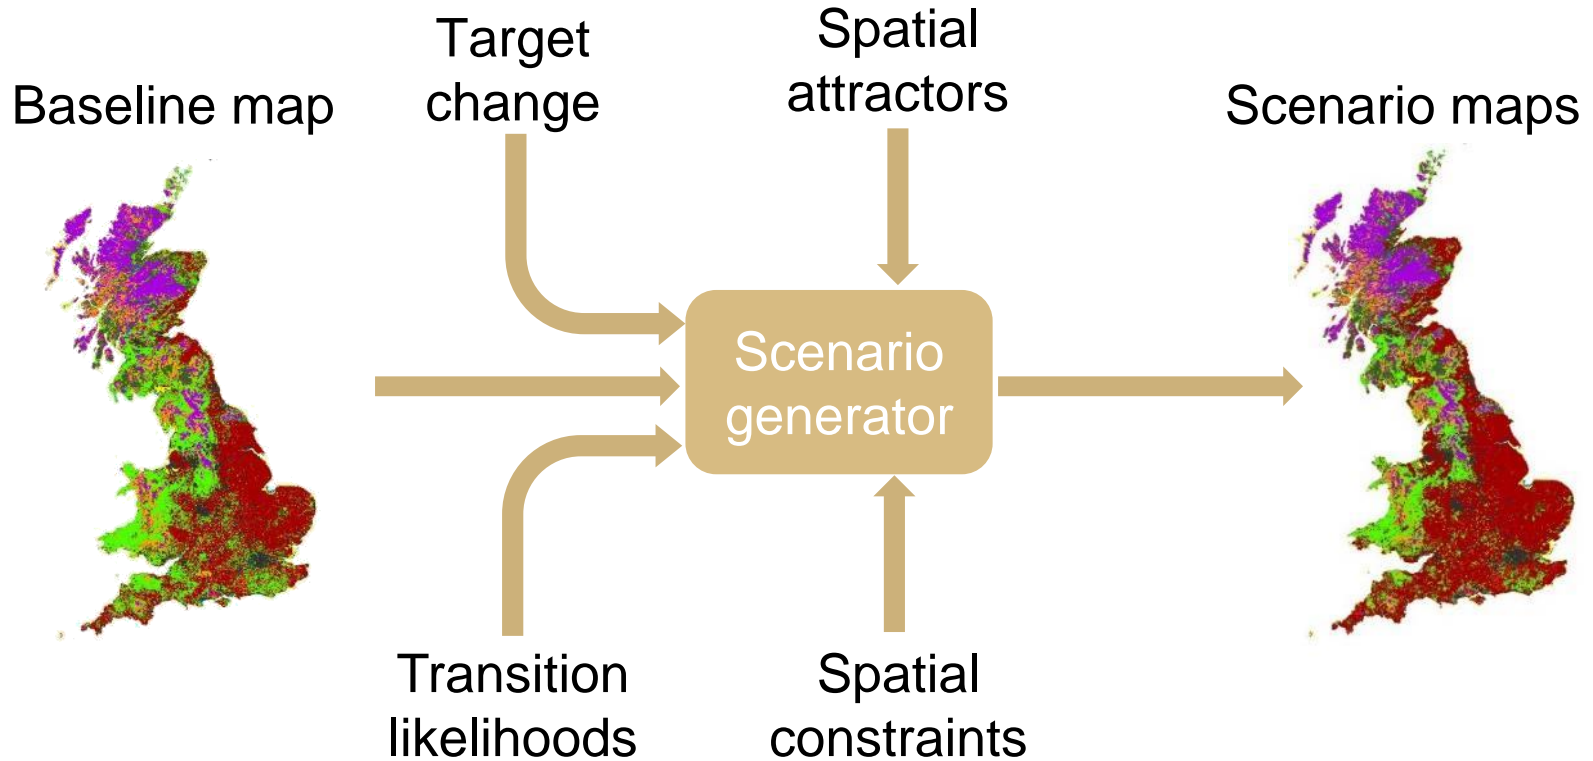 Baseline map
Target
change
Spatial
attractors
Scenario maps
Scenario
generator
Transition
likelihoods
Spatial
constraints